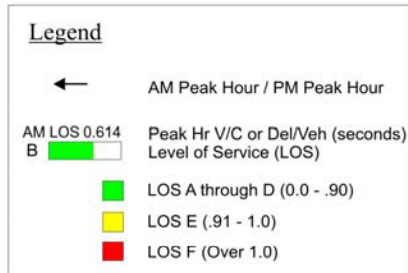 Legend
AM Peak Hour / PM Peak Hour
AM LOS 0.614
B
Peak Hr V/C or Del/Veh (seconds)
Level of Service (LOS)
LOS A through D (0.0 - .90)
LOS E (.91 - 1.0)
LOS F (Over 1.0)